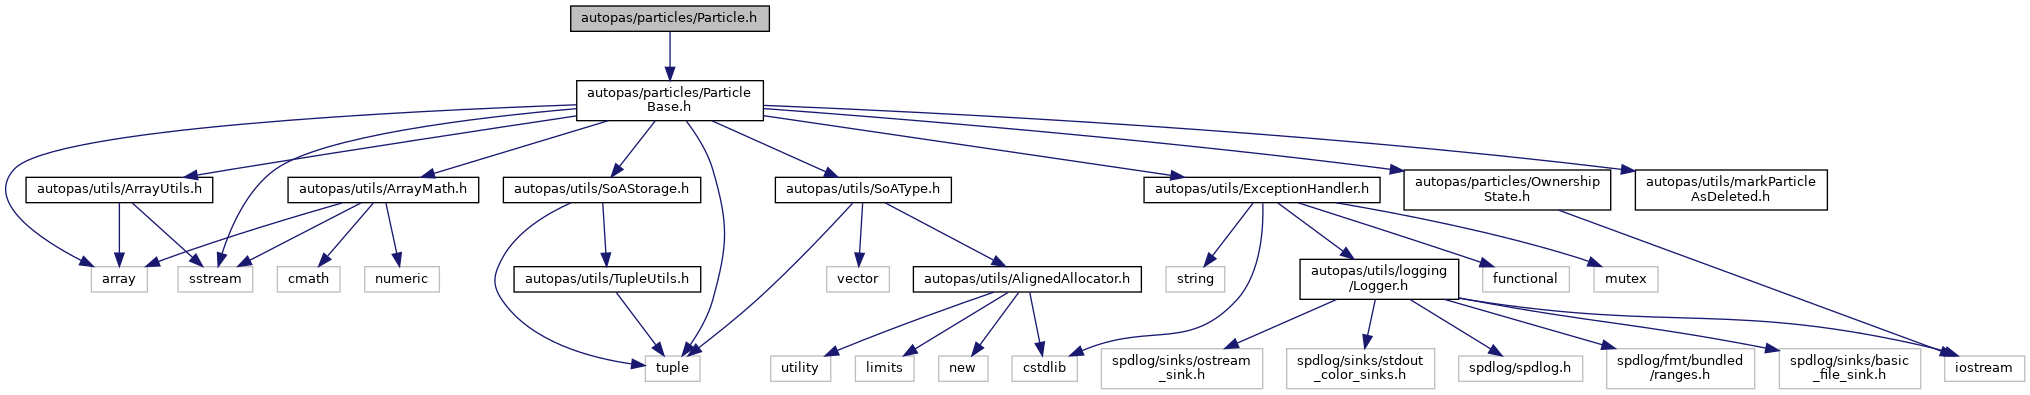 autopas/particles/Particle.h
autopas/particles/Particle
Base.h
autopas/utils/ArrayUtils.h
autopas/utils/ArrayMath.h
autopas/utils/SoAStorage.h
autopas/utils/SoAType.h
autopas/utils/ExceptionHandler.h
autopas/particles/Ownership
State.h
autopas/utils/markParticle
AsDeleted.h
array
sstream
cmath
numeric
autopas/utils/TupleUtils.h
vector
autopas/utils/AlignedAllocator.h
string
autopas/utils/logging
/Logger.h
functional
mutex
tuple
utility
limits
new
cstdlib
spdlog/sinks/ostream
_sink.h
spdlog/sinks/stdout
_color_sinks.h
spdlog/spdlog.h
spdlog/fmt/bundled
/ranges.h
spdlog/sinks/basic
_file_sink.h
iostream